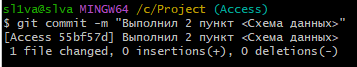 sl1va@slva MINGW64 /c/Project (Access)
$ git commit -m "Выполнил 2 пункт <Схема данных>"
[Access 55bf57d] Выполнил 2 пункт <Схема данных>
1 file changed, 0 insertions(+), 0 deletions(-)